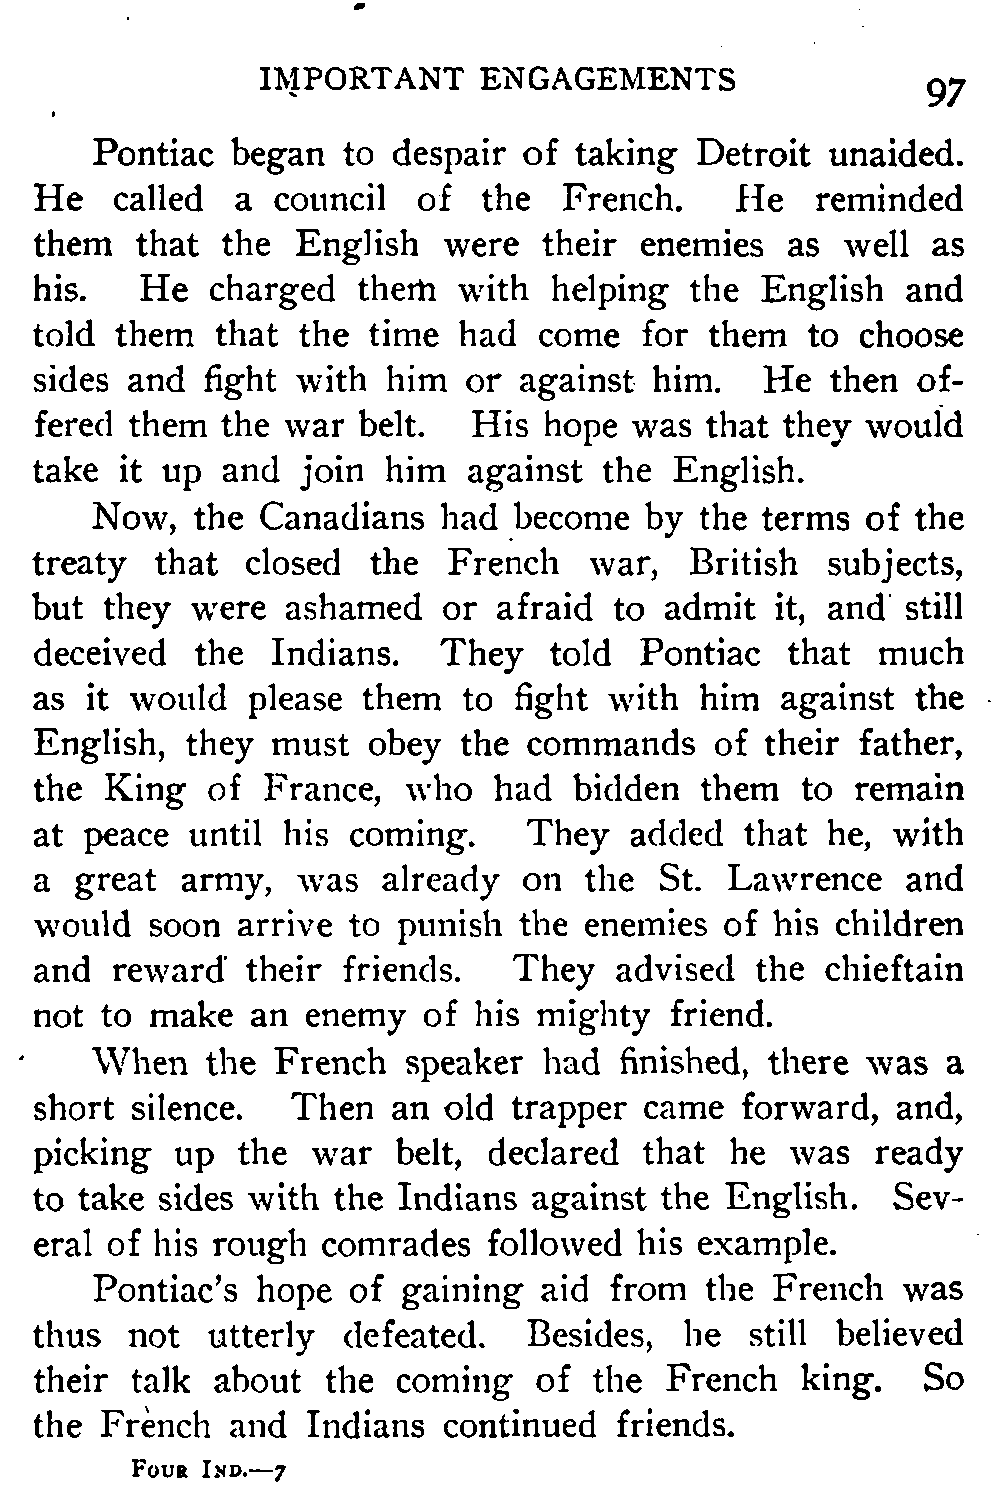 IMPORTANT ENGAGEMENTS
97
Pontiac began to despair of taking Detroit unaided.
He called a council of the French. He reminded
them that the English were their enemies as well as
his. He charged them with helping the English and
told them that the time had come for them to choose
sides and fight with him or against him. He then of-
fered them the war belt. His hope was that they would
take it up and join him against the English.
Now, the Canadians had become by the terms of the
treaty that closed the French war, British subjects,
but they were ashamed or afraid to admit it, and still
deceived the Indians. They told Pontiac that much
as it would please them to fight with him against the
English, they must obey the commands of their father,
the King of France, who had bidden them to remain
at peace until his coming. They added that he, with
a great army, was already on the St. Lawrence and
would soon arrive to punish the enemies of his children
and reward their friends. They advised the chieftain
not to make an enemy of his mighty friend.
When the French speaker had finished, there was a
short silence. Then an old trapper came forward, and,
picking up the war belt, declared that he was ready
to take sides with the Indians against the English. Sev-
eral of his rough comrades followed his example.
Pontiac's hope of gaining aid from the French was
thus not utterly defeated. Besides, he still believed
their talk about the coming of the French king. So
the French and Indians continued friends.
FOUR IND.—7